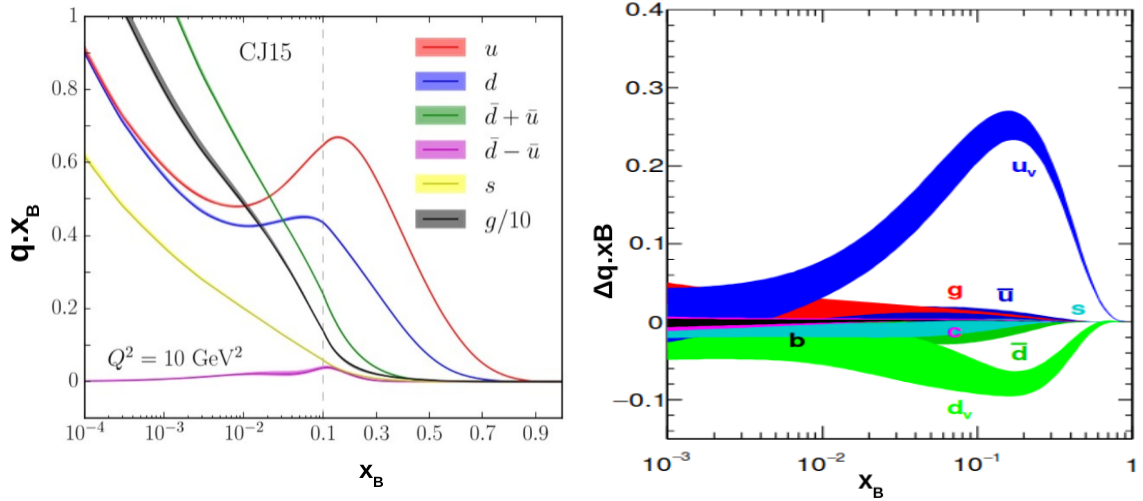 CJ15
u
d
d̄ + ū
d̄ − ū
s
g/10
Q² = 10 GeV²
q.x_B
1
0.8
0.6
0.4
0.2
0
10⁻⁴
10⁻³
10⁻²
0.1
0.3
0.5
0.7
0.9
x_B
Δq.xB
0.4
0.3
0.2
0.1
0
−0.1
u_v
g
ū
s
c
b
d̄
d_v
10⁻³
10⁻²
10⁻¹
1
x_B